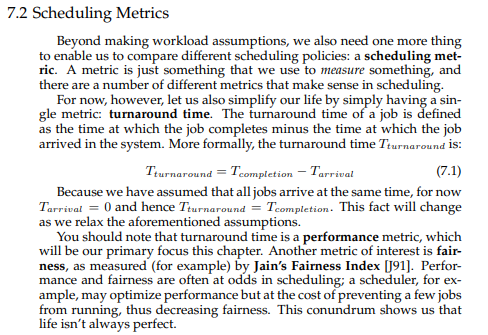 7.2 Scheduling Metrics
Beyond making workload assumptions, we also need one more thing
to enable us to compare different scheduling policies: a scheduling met-
ric. A metric is just something that we use to measure something, and
there are a number of different metrics that make sense in scheduling.
For now, however, let us also simplify our life by simply having a sin-
gle metric: turnaround time. The turnaround time of a job is defined
as the time at which the job completes minus the time at which the job
arrived in the system. More formally, the turnaround time Tturnaround is:
Tturnaround = Tcompletion − Tarrival (7.1)
Because we have assumed that all jobs arrive at the same time, for now
Tarrival = 0 and hence Tturnaround = Tcompletion. This fact will change
as we relax the aforementioned assumptions.
You should note that turnaround time is a performance metric, which
will be our primary focus this chapter. Another metric of interest is fair-
ness, as measured (for example) by Jain's Fairness Index [J91]. Perfor-
mance and fairness are often at odds in scheduling; a scheduler, for ex-
ample, may optimize performance but at the cost of preventing a few jobs
from running, thus decreasing fairness. This conundrum shows us that
life isn't always perfect.